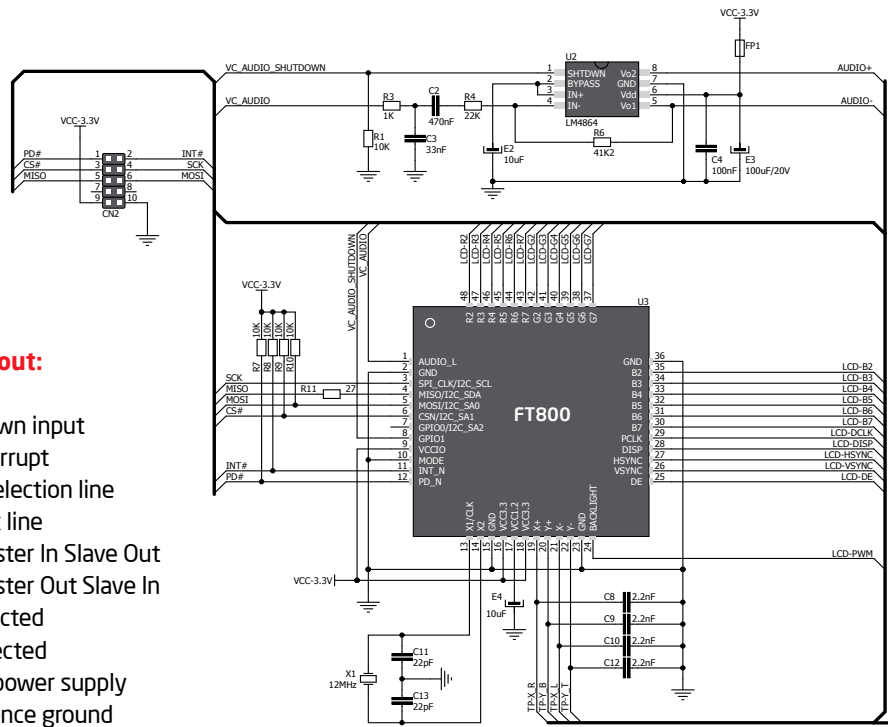 VCC-3.3V
FP1
U2
VC_AUDIO_SHUTDOWN
1 SHTDWN Vo2 8 AUDIO+
2 BYPASS GND 7
3 IN+ Vdd 6
4 IN- Vo1 5 AUDIO-
LM4864
VC_AUDIO
R3 1K
C2 470nF
R4 22K
R1 10K
C3 33nF
R6 41K2
E2 10uF
C4 100nF
E3 100uF/20V
VCC-3.3V
PD# 1 2 INT#
CS# 3 4 SCK
MISO 5 6 MOSI
7 8
9 10
CN2
VC_AUDIO_SHUTDOWN
VC_AUDIO
LCD-R2
LCD-R3
LCD-R4
LCD-R5
LCD-R6
LCD-R7
LCD-G2
LCD-G3
LCD-G4
LCD-G5
LCD-G6
LCD-G7
48 47 46 45 44 43 42 41 40 39 38 37
R2 R3 R4 R5 R6 R7 G2 G3 G4 G5 G6 G7
U3
VCC-3.3V
10K 10K 10K 10K
R7 R8 R9 R10
SCK
MISO R11 27
MOSI
CS#
INT#
PD#
1 AUDIO_L
2 GND
3 SPI_CLK/I2C_SCL
4 MISO/I2C_SDA
5 MOSI/I2C_SA0
6 CSN/I2C_SA1
7 GPIO0/I2C_SA2
8 GPIO1
9 VCCIO
10 MODE
11 INT_N
12 PD_N
FT800
GND 36
B2 35 LCD-B2
B3 34 LCD-B3
B4 33 LCD-B4
B5 32 LCD-B5
B6 31 LCD-B6
B7 30 LCD-B7
PCLK 29 LCD-DCLK
DISP 28 LCD-DISP
HSYNC 27 LCD-HSYNC
VSYNC 26 LCD-VSYNC
DE 25 LCD-DE
X1/CLK X2 GND VCC3.3 VCC1.2 VCC3.3 X+ Y+ X- Y- GND BACKLIGHT
13 14 15 16 17 18 19 20 21 22 23 24
LCD-PWM
VCC-3.3V
E4 10uF
C8 2.2nF
C9 2.2nF
C10 2.2nF
C12 2.2nF
X1 12MHz
C11 22pF
C13 22pF
TP-X_R
TP-Y_B
TP-X_L
TP-Y_T
out:
wn input
rrupt
election line
line
ster In Slave Out
ster Out Slave In
cted
ected
power supply
nce ground